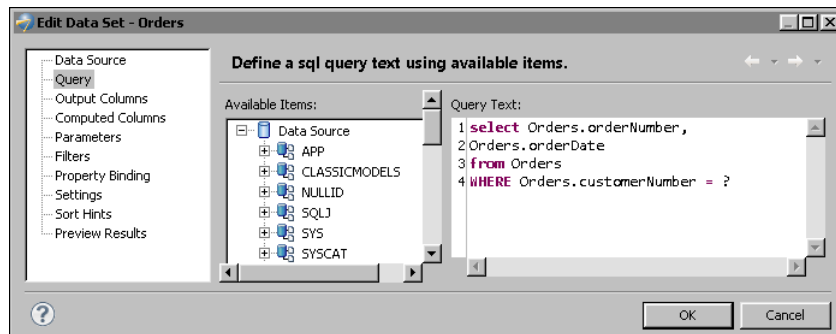 Edit Data Set - Orders
Data Source
Query
Output Columns
Computed Columns
Parameters
Filters
Property Binding
Settings
Sort Hints
Preview Results
Define a sql query text using available items.
Available Items:
Data Source
APP
CLASSICMODELS
NULLID
SQLJ
SYS
SYSCAT
Query Text:
1 select Orders.orderNumber,
2 Orders.orderDate
3 from Orders
4 WHERE Orders.customerNumber = ?
?
OK
Cancel